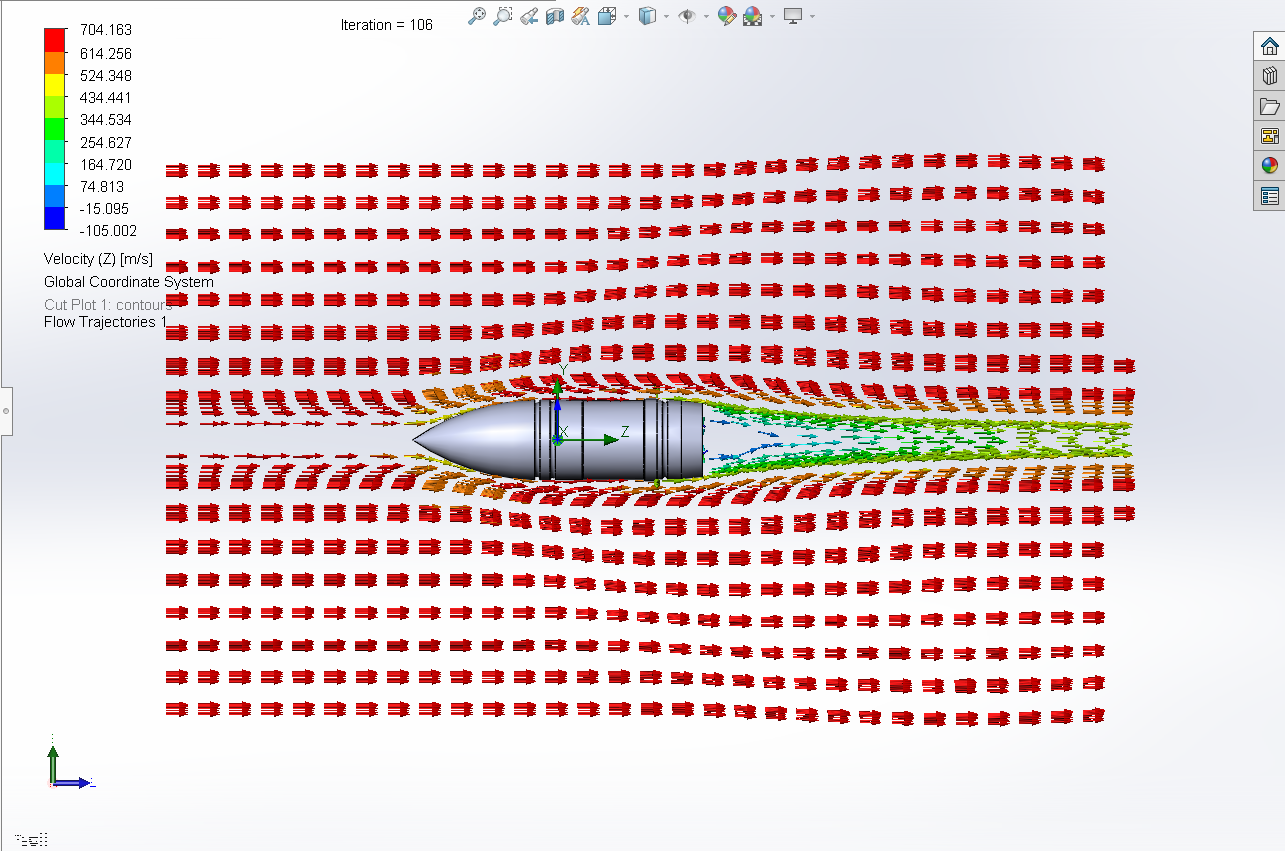 Iteration = 106
704.163
614.256
524.348
434.441
344.534
254.627
164.720
74.813
-15.095
-105.002
Velocity (Z) [m/s]
Global Coordinate System
Cut Plot 1: contours
Flow Trajectories 1
Y
X
Z